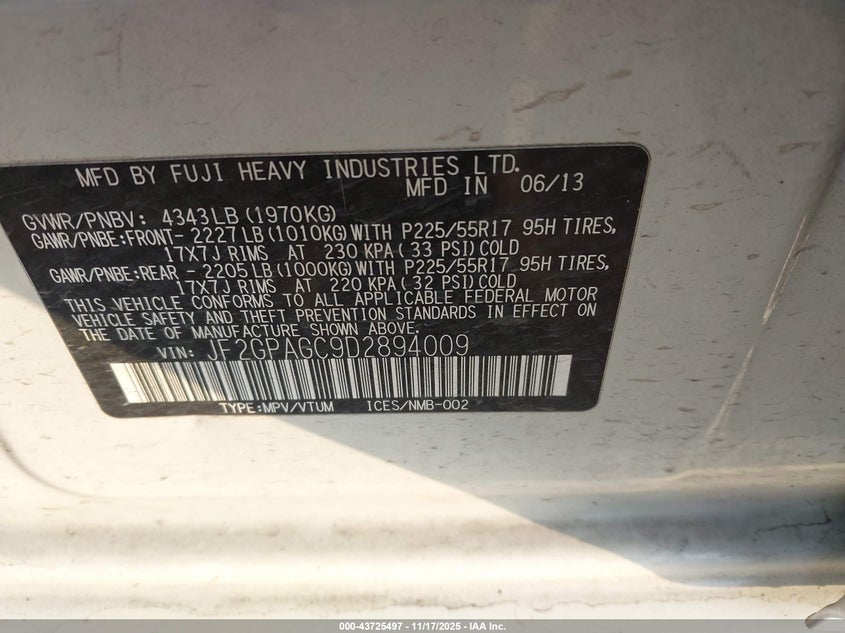 MFD BY FUJI HEAVY INDUSTRIES LTD.
MFD IN 06/13
GVWR/PNBV: 4343LB (1970KG)
GAWR/PNBE:FRONT- 2227LB (1010KG) WITH P225/55R17 95H TIRES,
17X7J RIMS AT 230 KPA (33 PSI) COLD
GAWR/PNBE:REAR - 2205LB (1000KG) WITH P225/55R17 95H TIRES,
17X7J RIMS AT 220 KPA (32 PSI) COLD
THIS VEHICLE CONFORMS TO ALL APPLICABLE FEDERAL MOTOR
VEHICLE SAFETY AND THEFT PREVENTION STANDARDS IN EFFECT ON
THE DATE OF MANUFACTURE SHOWN ABOVE.
VIN: JF2GPAGC9D2894009
TYPE:MPV/VTUM ICES/NMB-002
000-43725497 - 11/17/2025 - IAA Inc.